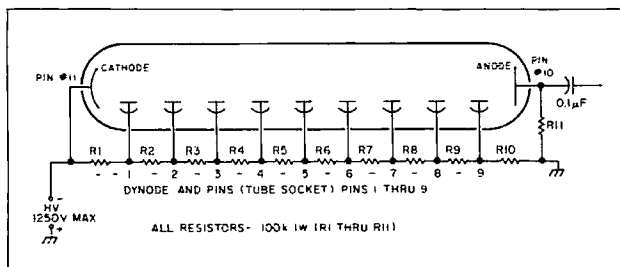 PIN #11
CATHODE
ANODE
PIN #10
0.1µF
R11
R1 R2 R3 R4 R5 R6 R7 R8 R9 R10
- - 1 - - 2 - - 3 - - 4 - - 5 - - 6 - - 7 - - 8 - - 9
DYNODE AND PINS (TUBE SOCKET) PINS 1 THRU 9
-
HV
1250V MAX
+
ALL RESISTORS- 100k 1W (R1 THRU R11)